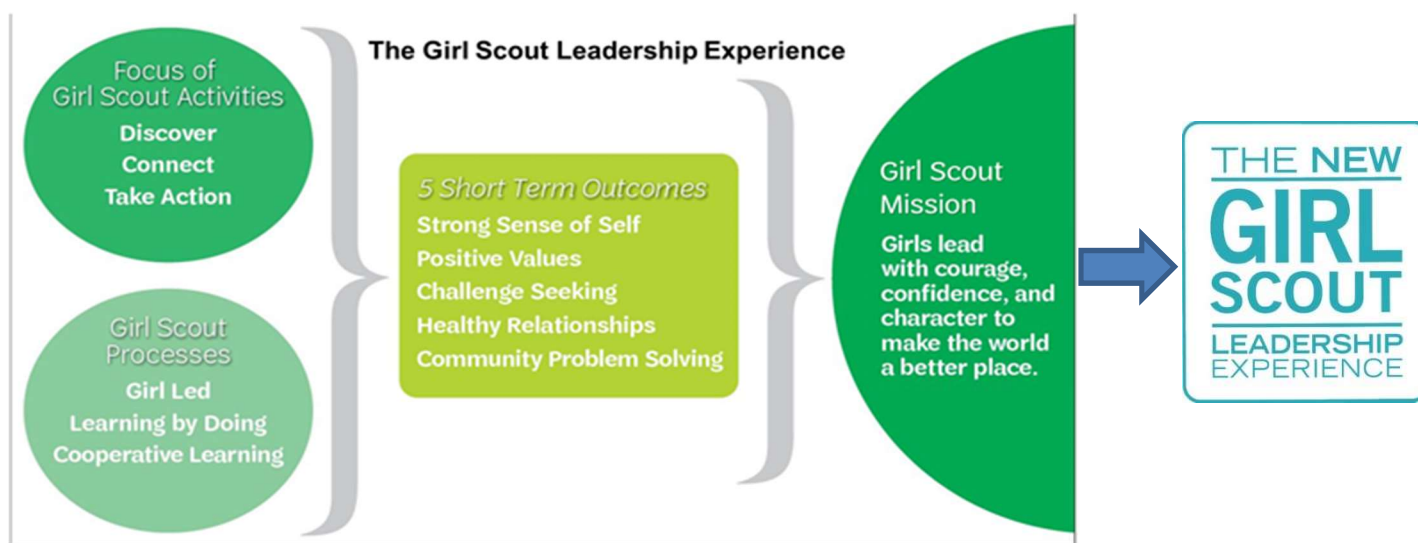 The Girl Scout Leadership Experience
Focus of
Girl Scout Activities
Discover
Connect
Take Action
Girl Scout
Processes
Girl Led
Learning by Doing
Cooperative Learning
5 Short Term Outcomes
Strong Sense of Self
Positive Values
Challenge Seeking
Healthy Relationships
Community Problem Solving
Girl Scout
Mission
Girls lead
with courage,
confidence, and
character to
make the world
a better place.
THE NEW
GIRL
SCOUT
LEADERSHIP
EXPERIENCE